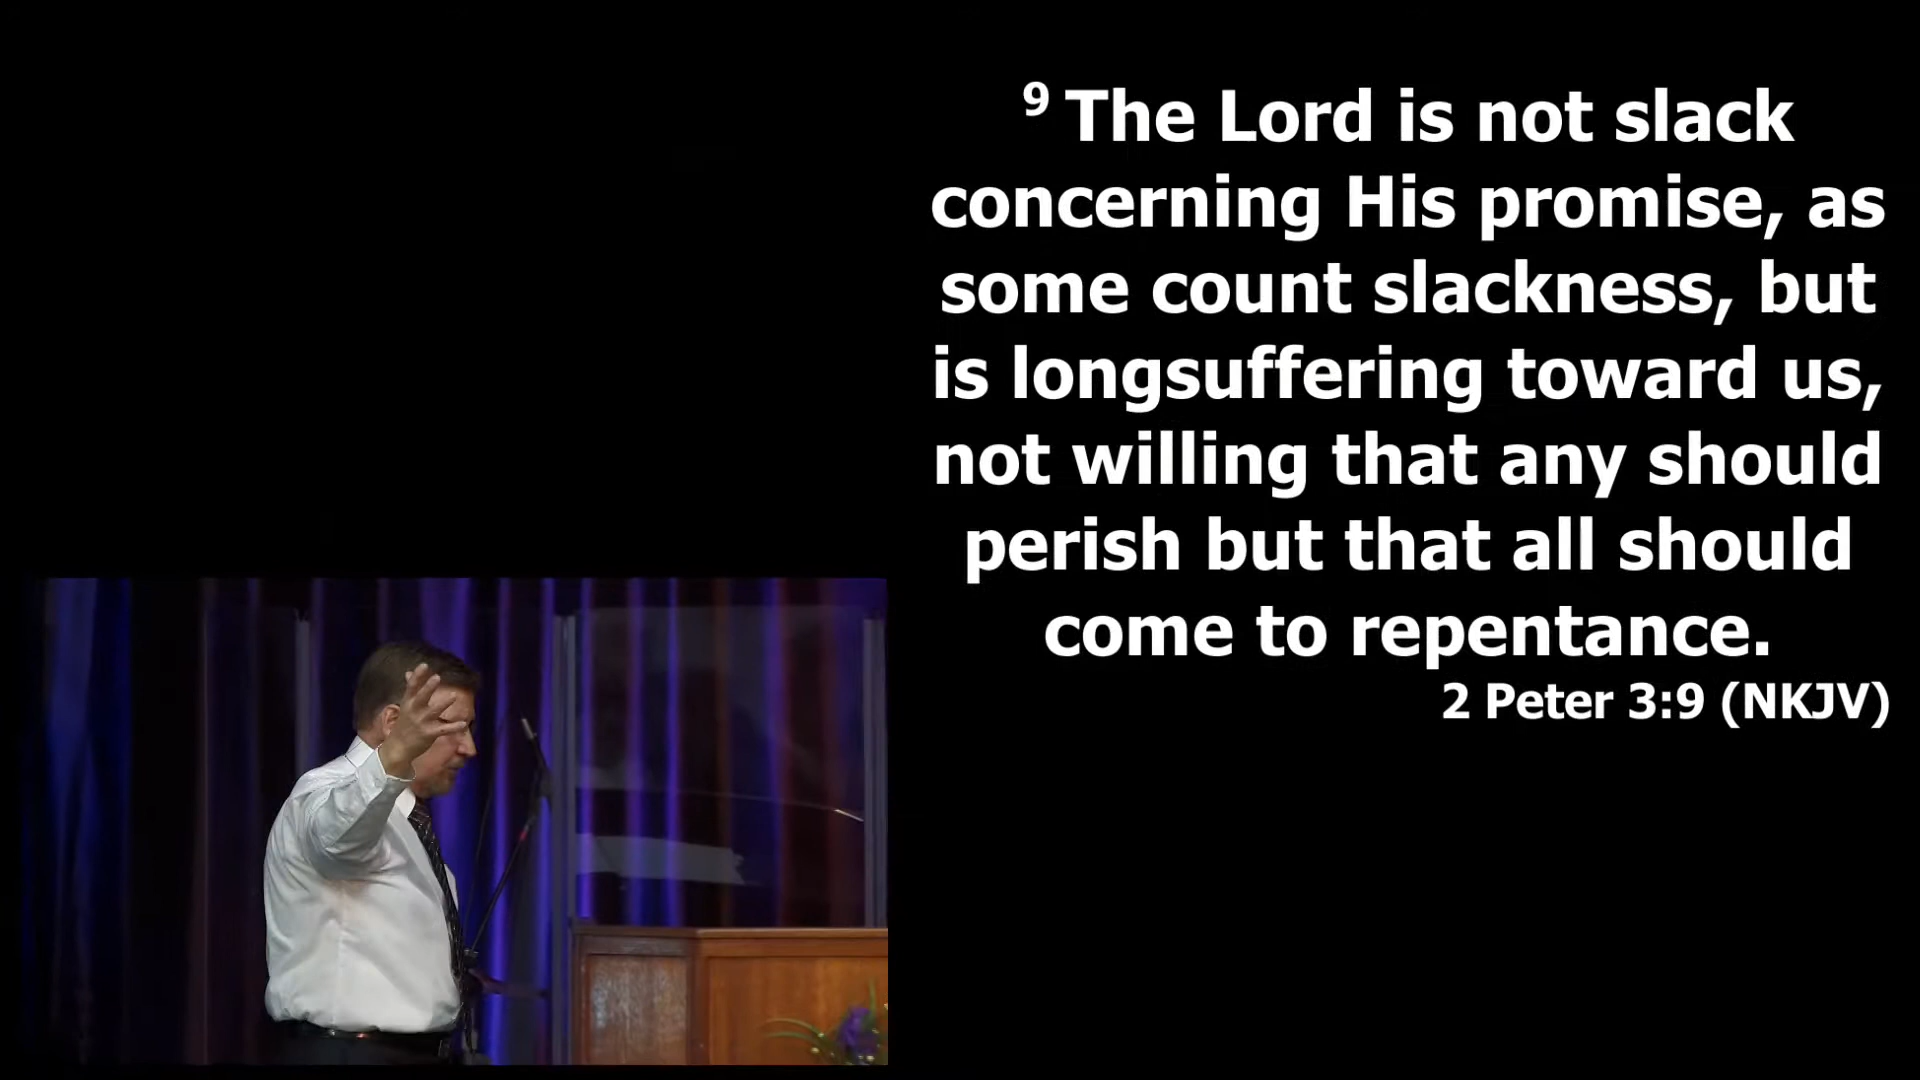 9 The Lord is not slack
concerning His promise, as
some count slackness, but
is longsuffering toward us,
not willing that any should
perish but that all should
come to repentance.
2 Peter 3:9 (NKJV)